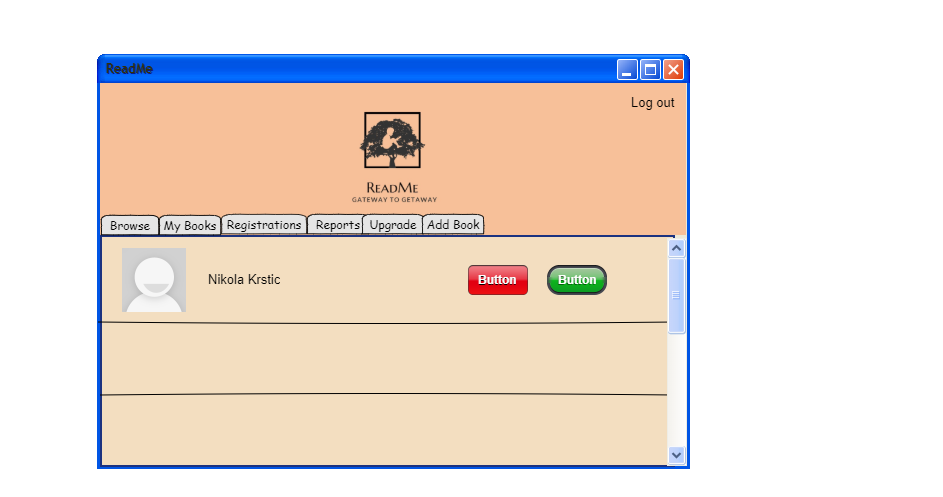 ReadMe
Log out
ReadMe
GATEWAY TO GETAWAY
Browse My Books Registrations Reports Upgrade Add Book
Nikola Krstic Button Button